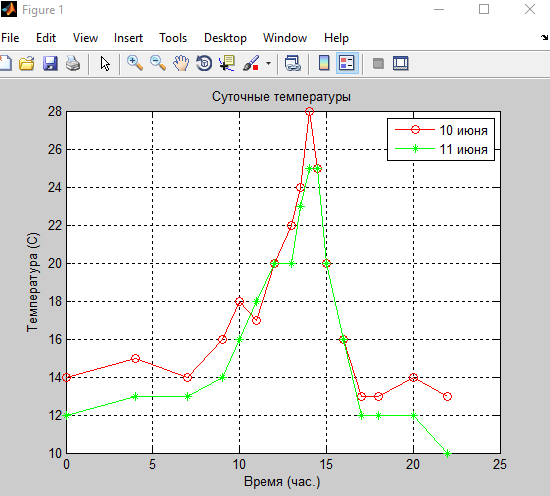 Figure 1
File Edit View Insert Tools Desktop Window Help
Суточные температуры
10 июня
11 июня
Температура (C)
28
26
24
22
20
18
16
14
12
10
0 5 10 15 20 25
Время (час.)